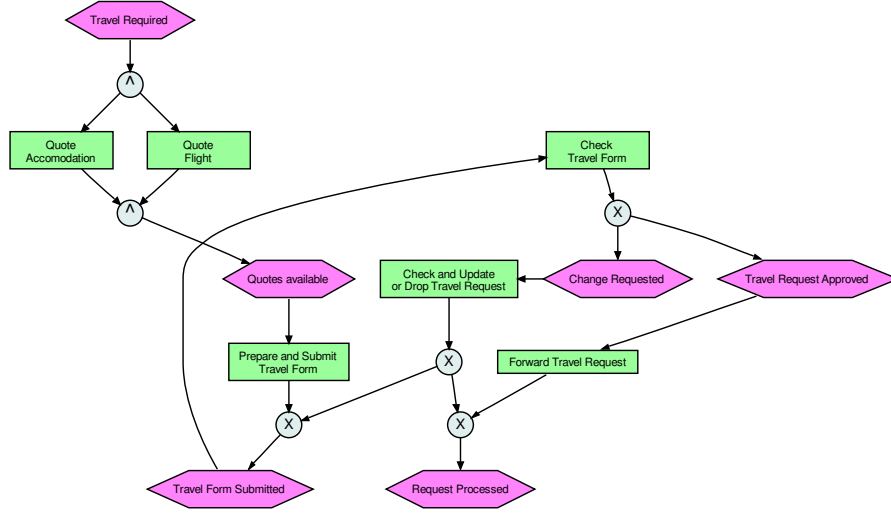 Travel Required
^
Quote
Accomodation
Quote
Flight
Check
Travel Form
^
X
Quotes available
Check and Update
or Drop Travel Request
Change Requested
Travel Request Approved
Prepare and Submit
Travel Form
X
Forward Travel Request
X
X
Travel Form Submitted
Request Processed